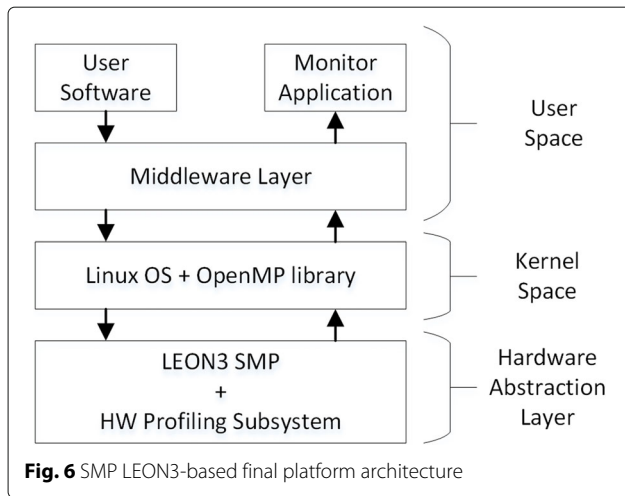 User
Software
Monitor
Application
User
Space
Middleware Layer
Linux OS + OpenMP library
Kernel
Space
LEON3 SMP
+
HW Profiling Subsystem
Hardware
Abstraction
Layer
Fig. 6 SMP LEON3-based final platform architecture